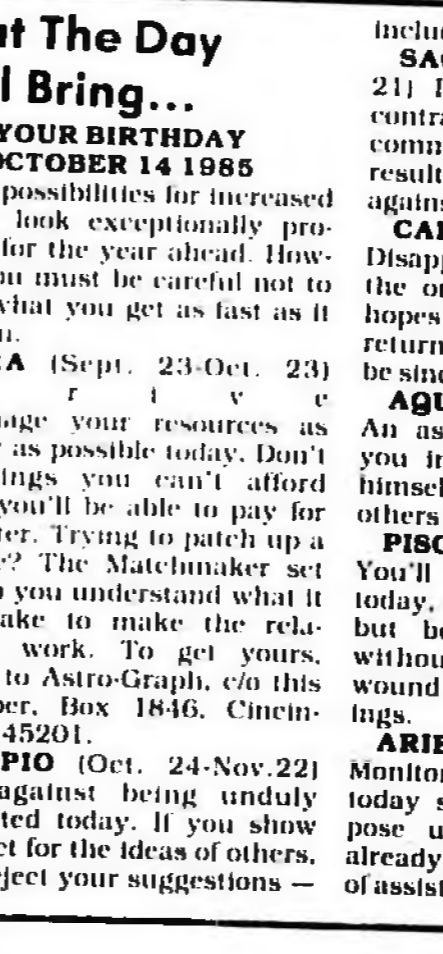 at The Day
l Bring...
YOUR BIRTHDAY
OCTOBER 14 1985
possibilities for increased
look exceptionally pro-
for the year ahead. How-
ou must be careful not to
what you get as fast as it
u.
RA (Sept. 23-Oct. 23)
r i v e
age your resources as
as possible today. Don't
ings you can't afford
you'll be able to pay for
ter. Trying to patch up a
? The Matchmaker set
you understand what it
ake to make the rela-
work. To get yours,
to Astro-Graph, c/o this
per, Box 1846, Cincin-
45201.
PIO (Oct. 24-Nov.22)
against being unduly
ted today. If you show
ct for the ideas of others,
eject your suggestions —
inclu
SAG
21)
contra
comm
result
agains
CAI
Disapp
the o
hopes
return
be sinc
AQU
An as
you in
himsel
others
PISC
You'll
today,
but be
withou
wound
ings.
ARIE
Monitor
today s
pose u
already
of assist